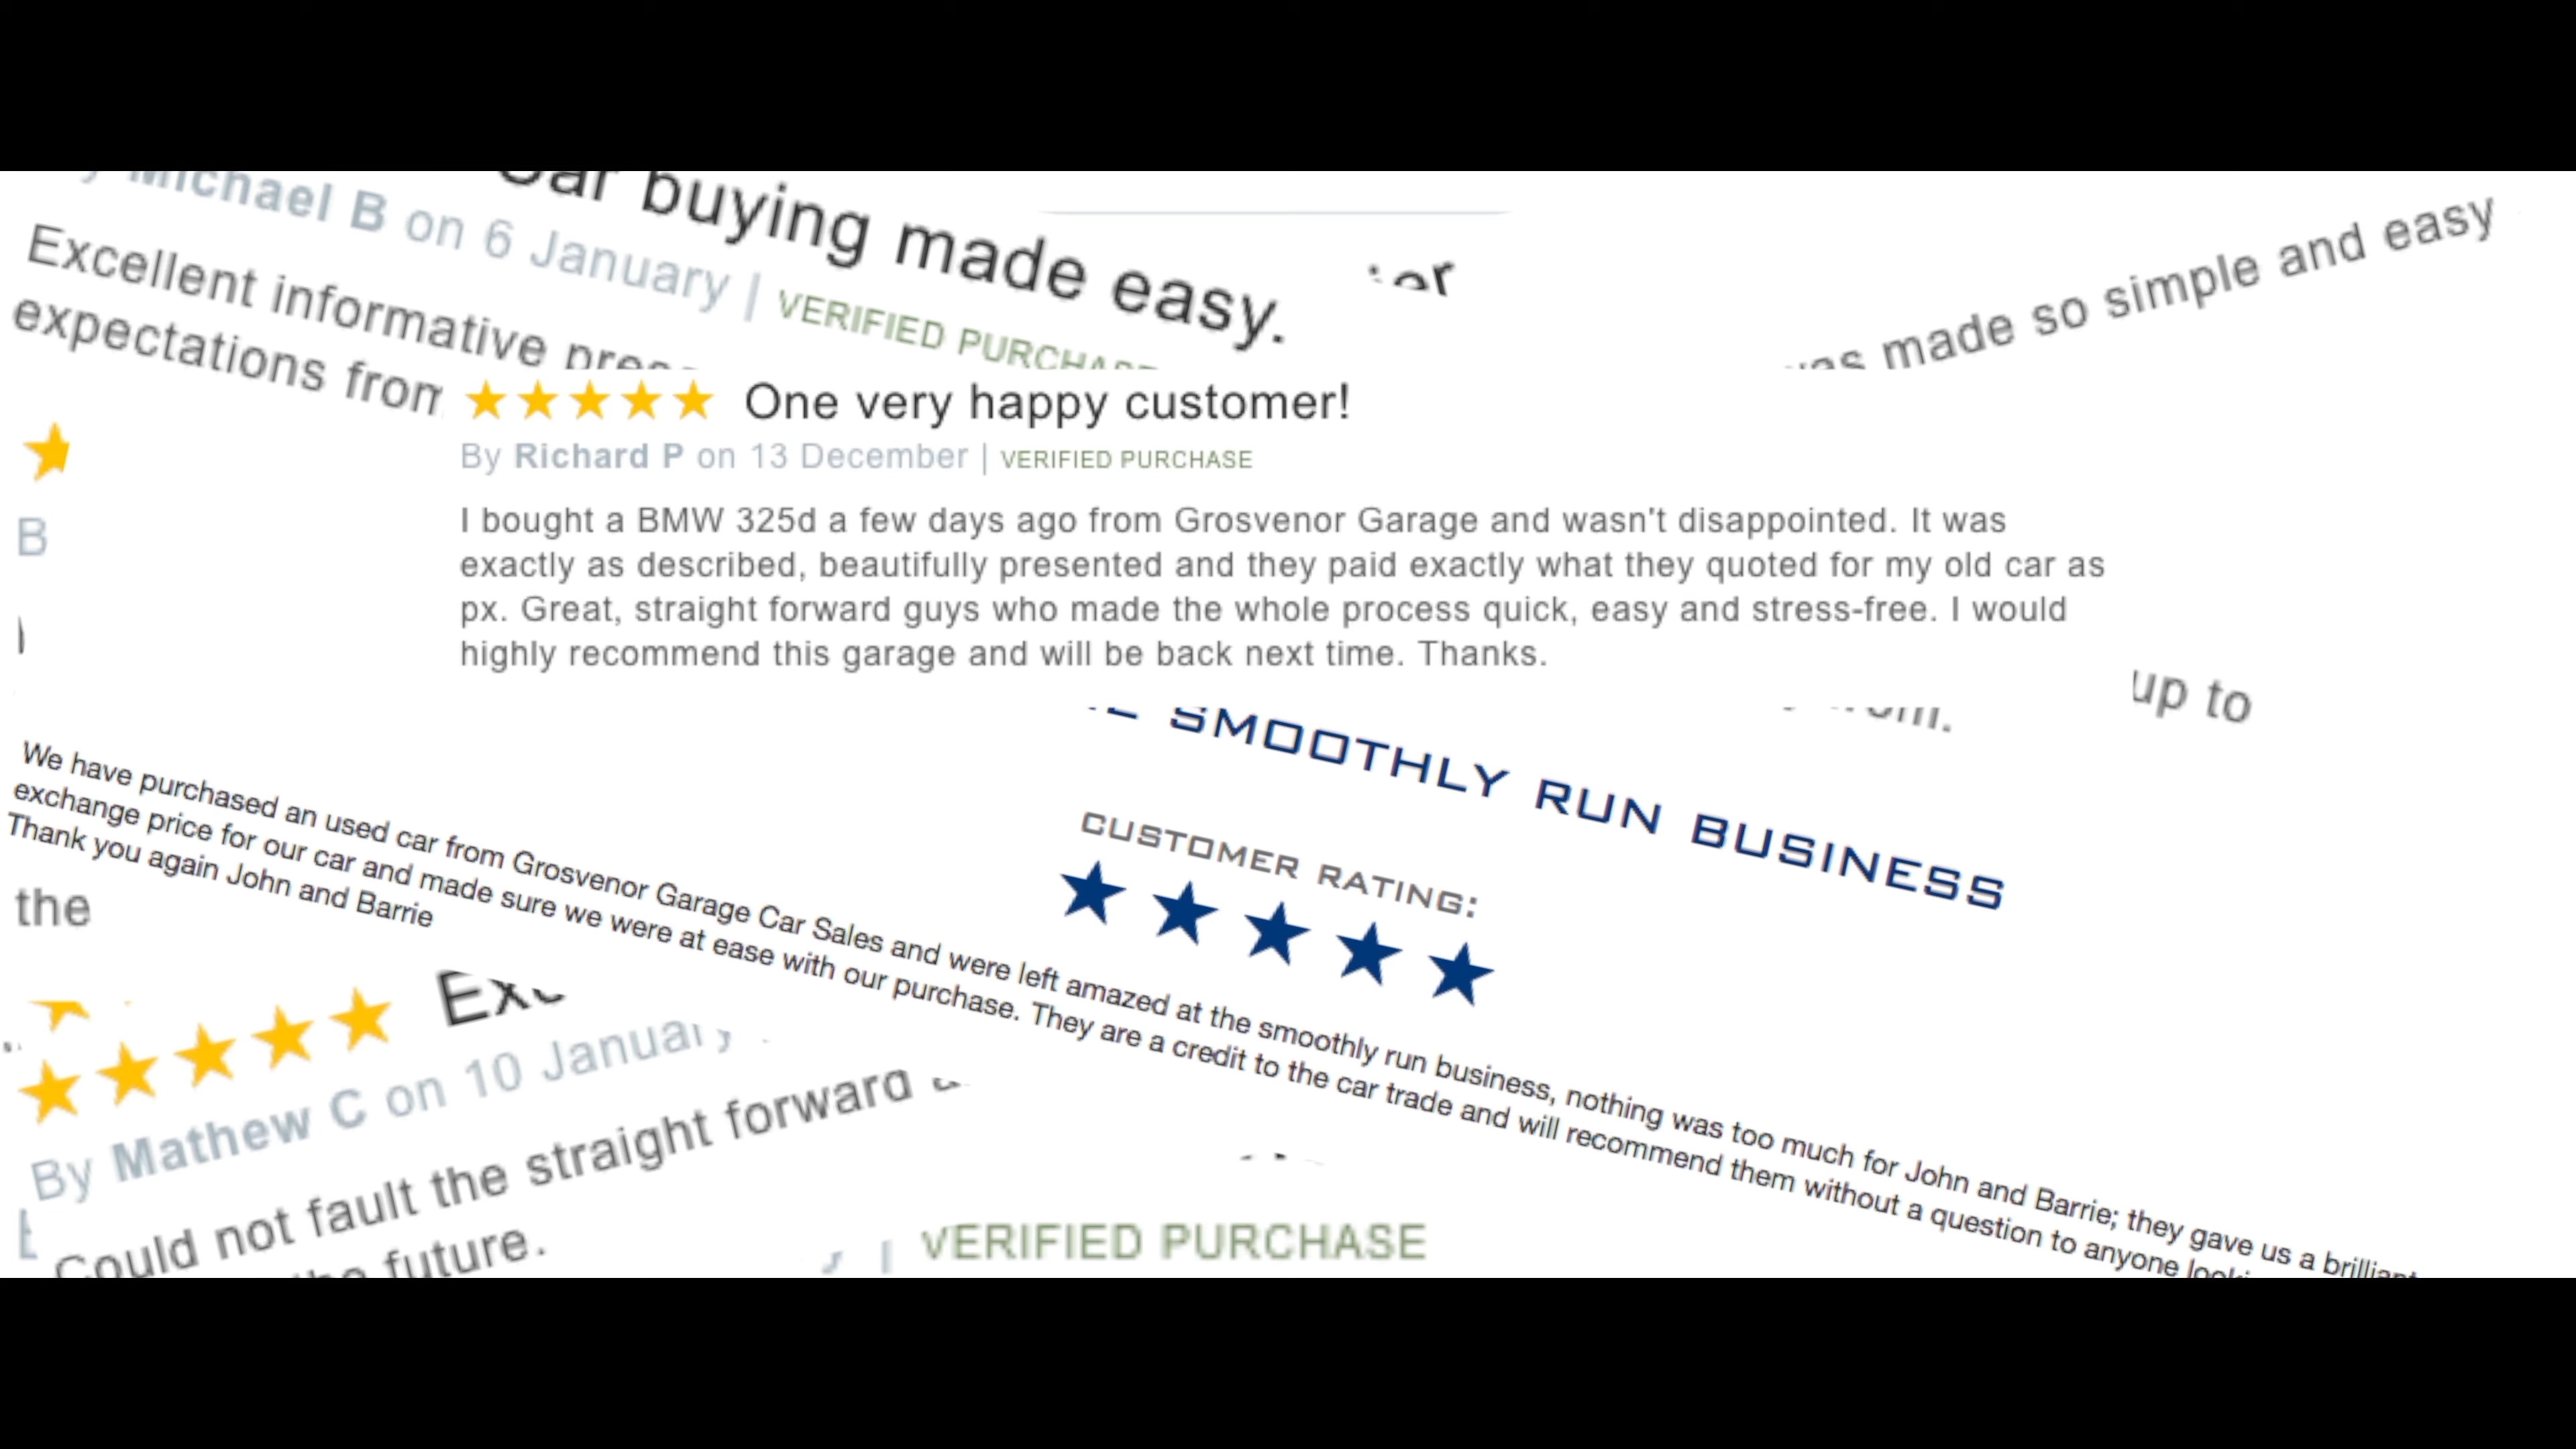 Michael B on 6 January |
VERIFIED PURCHASE
Excellent informative
expectations from
Car buying made easy.
made so simple and easy
One very happy customer!
By Richard P on 13 December | VERIFIED PURCHASE
I bought a BMW 325d a few days ago from Grosvenor Garage and wasn't disappointed. It was
exactly as described, beautifully presented and they paid exactly what they quoted for my old car as
px. Great, straight forward guys who made the whole process quick, easy and stress-free. I would
highly recommend this garage and will be back next time. Thanks.
B
up to
SMOOTHLY RUN BUSINESS
CUSTOMER RATING:
We have purchased an used car from Grosvenor Garage Car Sales and were left amazed at the smoothly run business, nothing was too much for John and Barrie; they gave us a brilliant
exchange price for our car and made sure we were at ease with our purchase. They are a credit to the car trade and will recommend them without a question to anyone
Thank you again John and Barrie
the
By Mathew C on 10 January
Could not fault the straight forward
future.
VERIFIED PURCHASE